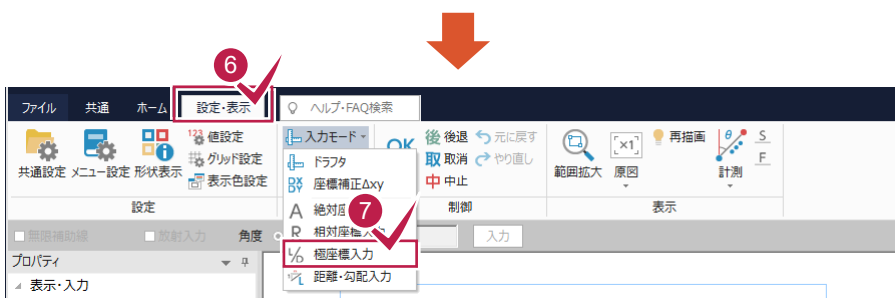 6
ファイル 共通 ホーム 設定・表示 ヘルプ・FAQ検索
共通設定 メニュー設定 形状表示
123 値設定
グリッド設定
表示色設定
設定
入力モード
OK
ドラフタ
DXY 座標補正Δxy
A
R
極座標入力
L 距離・勾配入力
7
後 後退 元に戻す
取 取消 やり直し
中 中止
制御
範囲拡大 ×1 原図 再描画 θ 計測 S
F
表示
無限補助線 放射入力 角度 入力
プロパティ
表示・入力